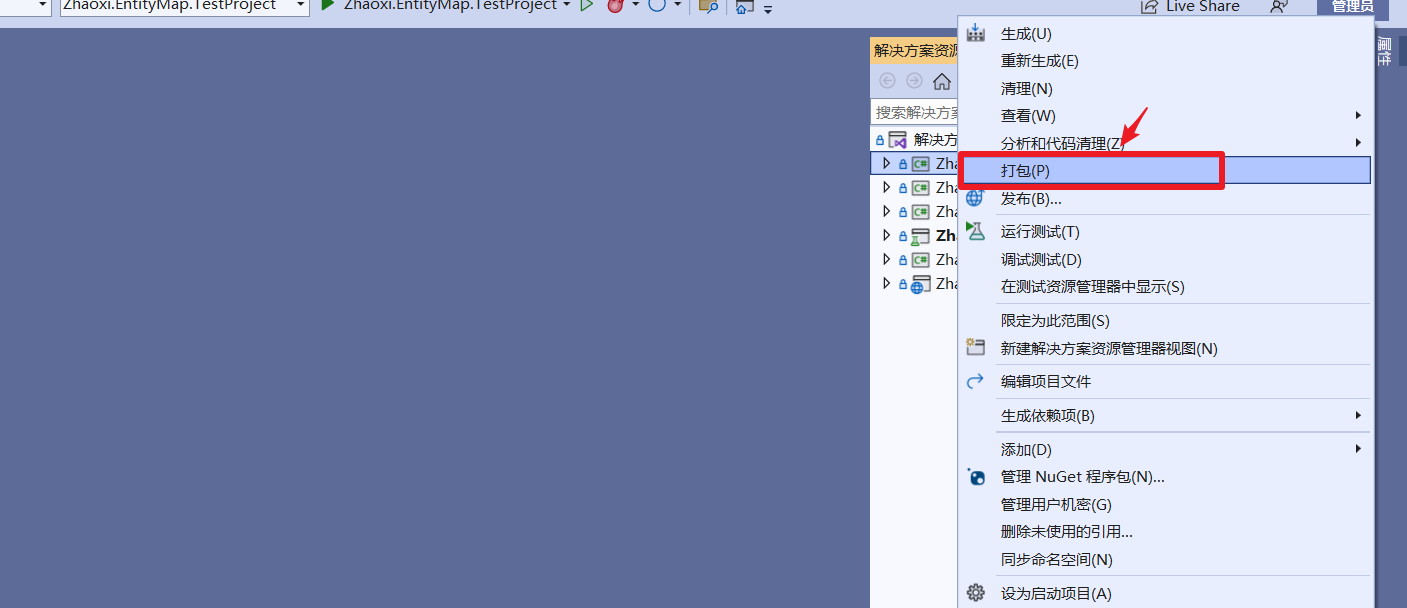 Zhaoxi.EntityMap.TestProject
Zhaoxi.EntityMap.TestProject
Live Share
管理员
属性
解决方案资源
搜索解决方案
解决方
C# Zha
C# Zha
C# Zha
Zha
C# Zha
Zha
生成(U)
重新生成(E)
清理(N)
查看(W)
分析和代码清理(Z)
打包(P)
发布(B)...
运行测试(T)
调试测试(D)
在测试资源管理器中显示(S)
限定为此范围(S)
新建解决方案资源管理器视图(N)
编辑项目文件
生成依赖项(B)
添加(D)
管理 NuGet 程序包(N)...
管理用户机密(G)
删除未使用的引用...
同步命名空间(N)
设为启动项目(A)